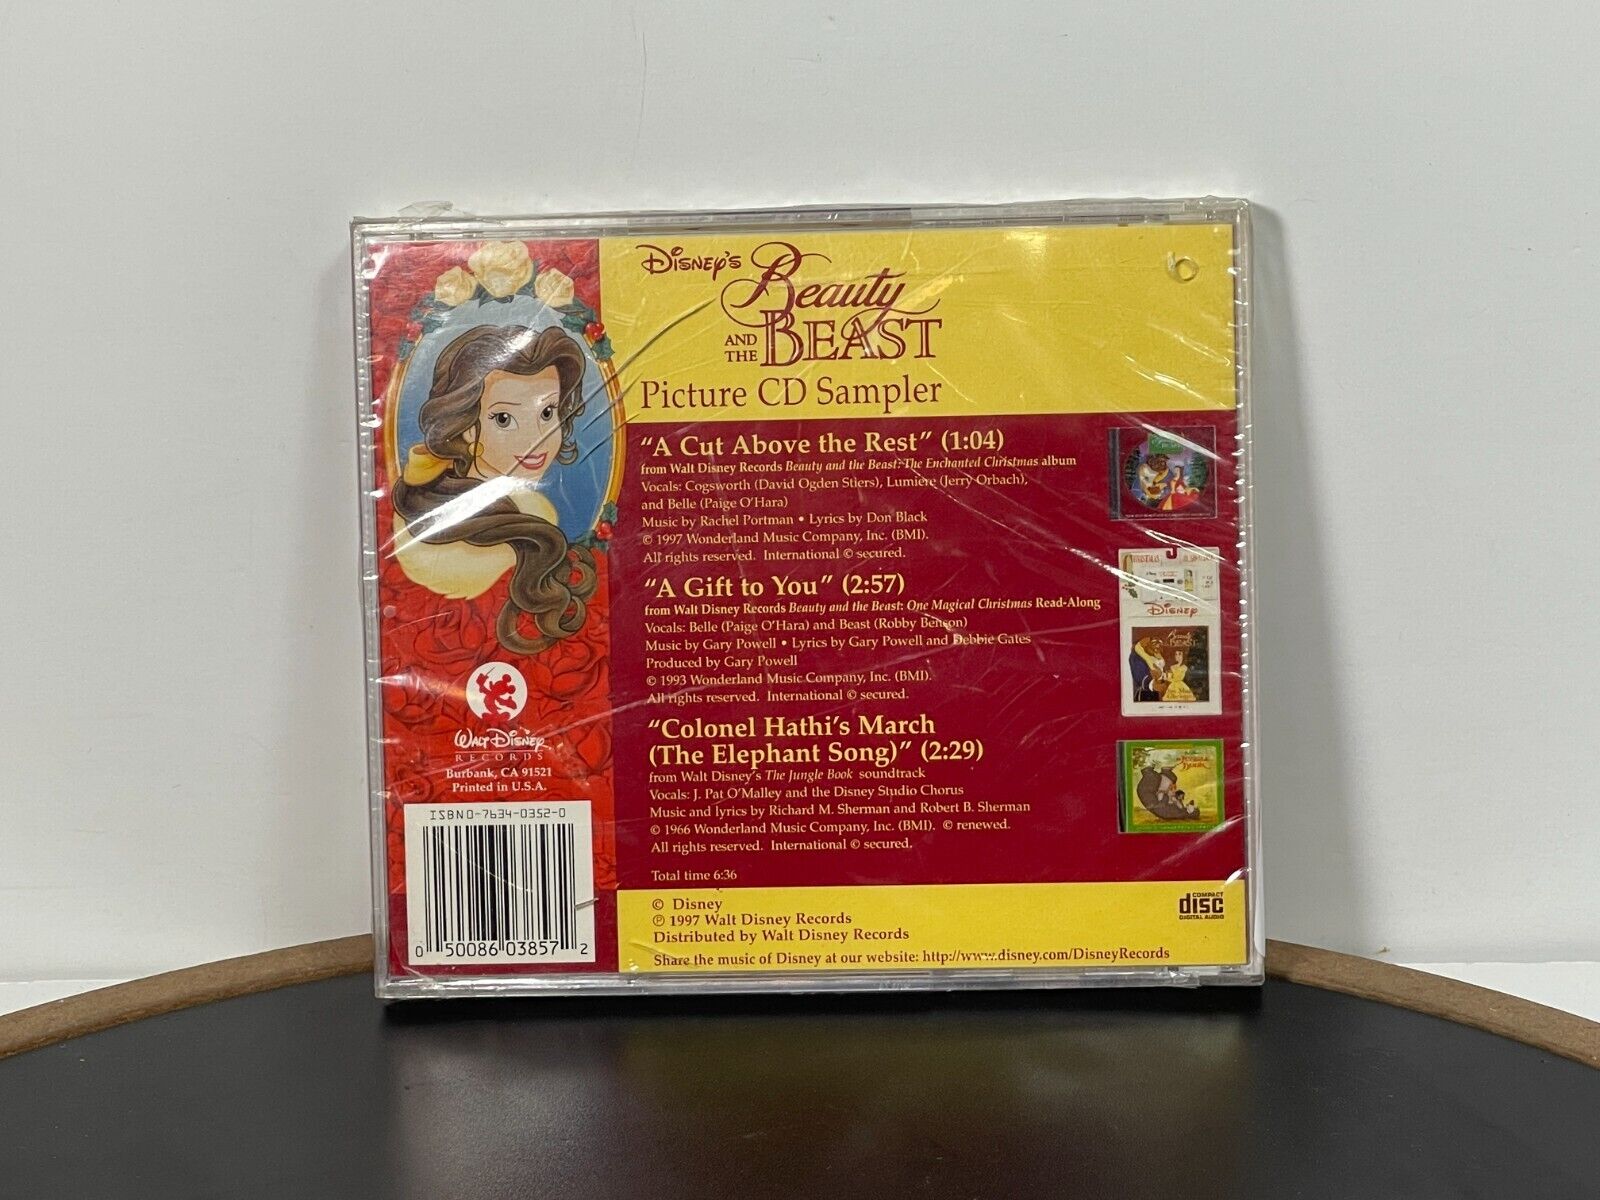 Disney's
Beauty
AND THE BEAST
Picture CD Sampler
"A Cut Above the Rest" (1:04)
from Walt Disney Records Beauty and the Beast: The Enchanted Christmas album
Vocals: Cogsworth (David Ogden Stiers), Lumiere (Jerry Orbach),
and Belle (Paige O'Hara)
Music by Rachel Portman • Lyrics by Don Black
© 1997 Wonderland Music Company, Inc. (BMI).
All rights reserved. International © secured.
"A Gift to You" (2:57)
from Walt Disney Records Beauty and the Beast: One Magical Christmas Read-Along
Vocals: Belle (Paige O'Hara) and Beast (Robby Benson)
Music by Gary Powell • Lyrics by Gary Powell and Debbie Gates
Produced by Gary Powell
© 1993 Wonderland Music Company, Inc. (BMI).
All rights reserved. International © secured.
"Colonel Hathi's March
(The Elephant Song)" (2:29)
from Walt Disney's The Jungle Book soundtrack
Vocals: J. Pat O'Malley and the Disney Studio Chorus
Music and lyrics by Richard M. Sherman and Robert B. Sherman
© 1966 Wonderland Music Company, Inc. (BMI). © renewed.
All rights reserved. International © secured.
Total time 6:36
© Disney
℗ 1997 Walt Disney Records
Distributed by Walt Disney Records
Share the music of Disney at our website: http://www.disney.com/DisneyRecords
COMPACT
disc
DIGITAL AUDIO
Walt Disney
RECORDS
Burbank, CA 91521
Printed in U.S.A.
ISBN 0-7634-0352-0
0 50086 03857 2
Disney